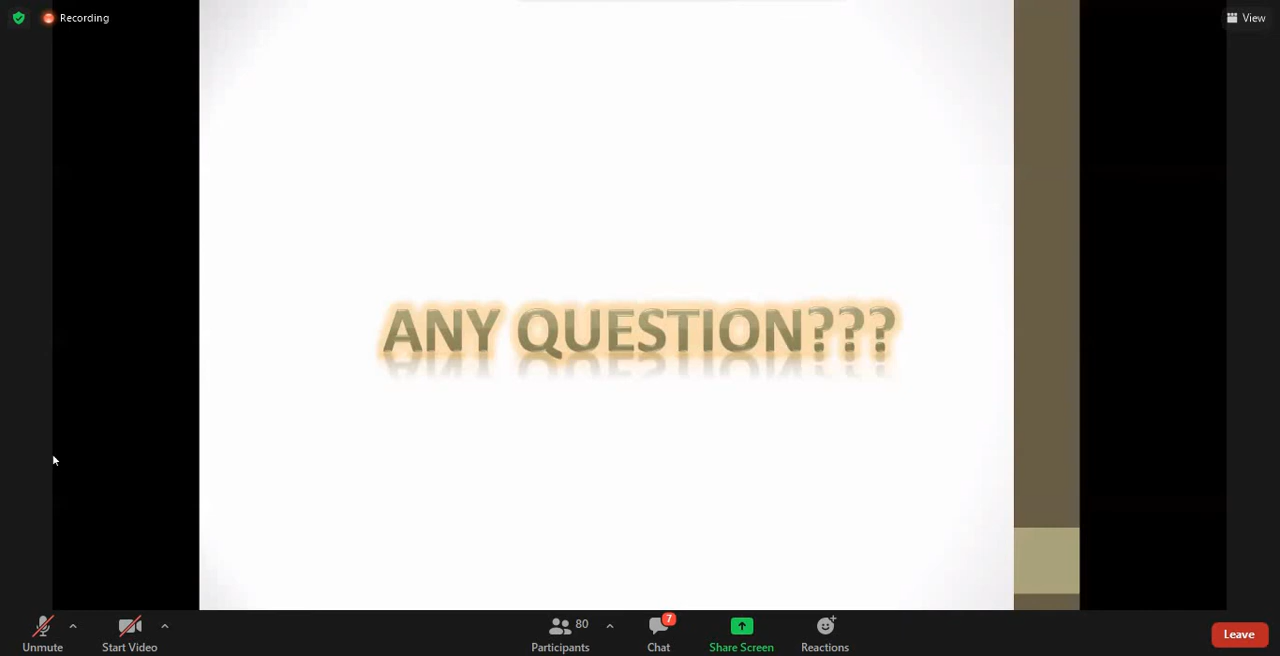 Recording
View
ANY QUESTION???
Unmute
Start Video
80
Participants
7
Chat
Share Screen
Reactions
Leave